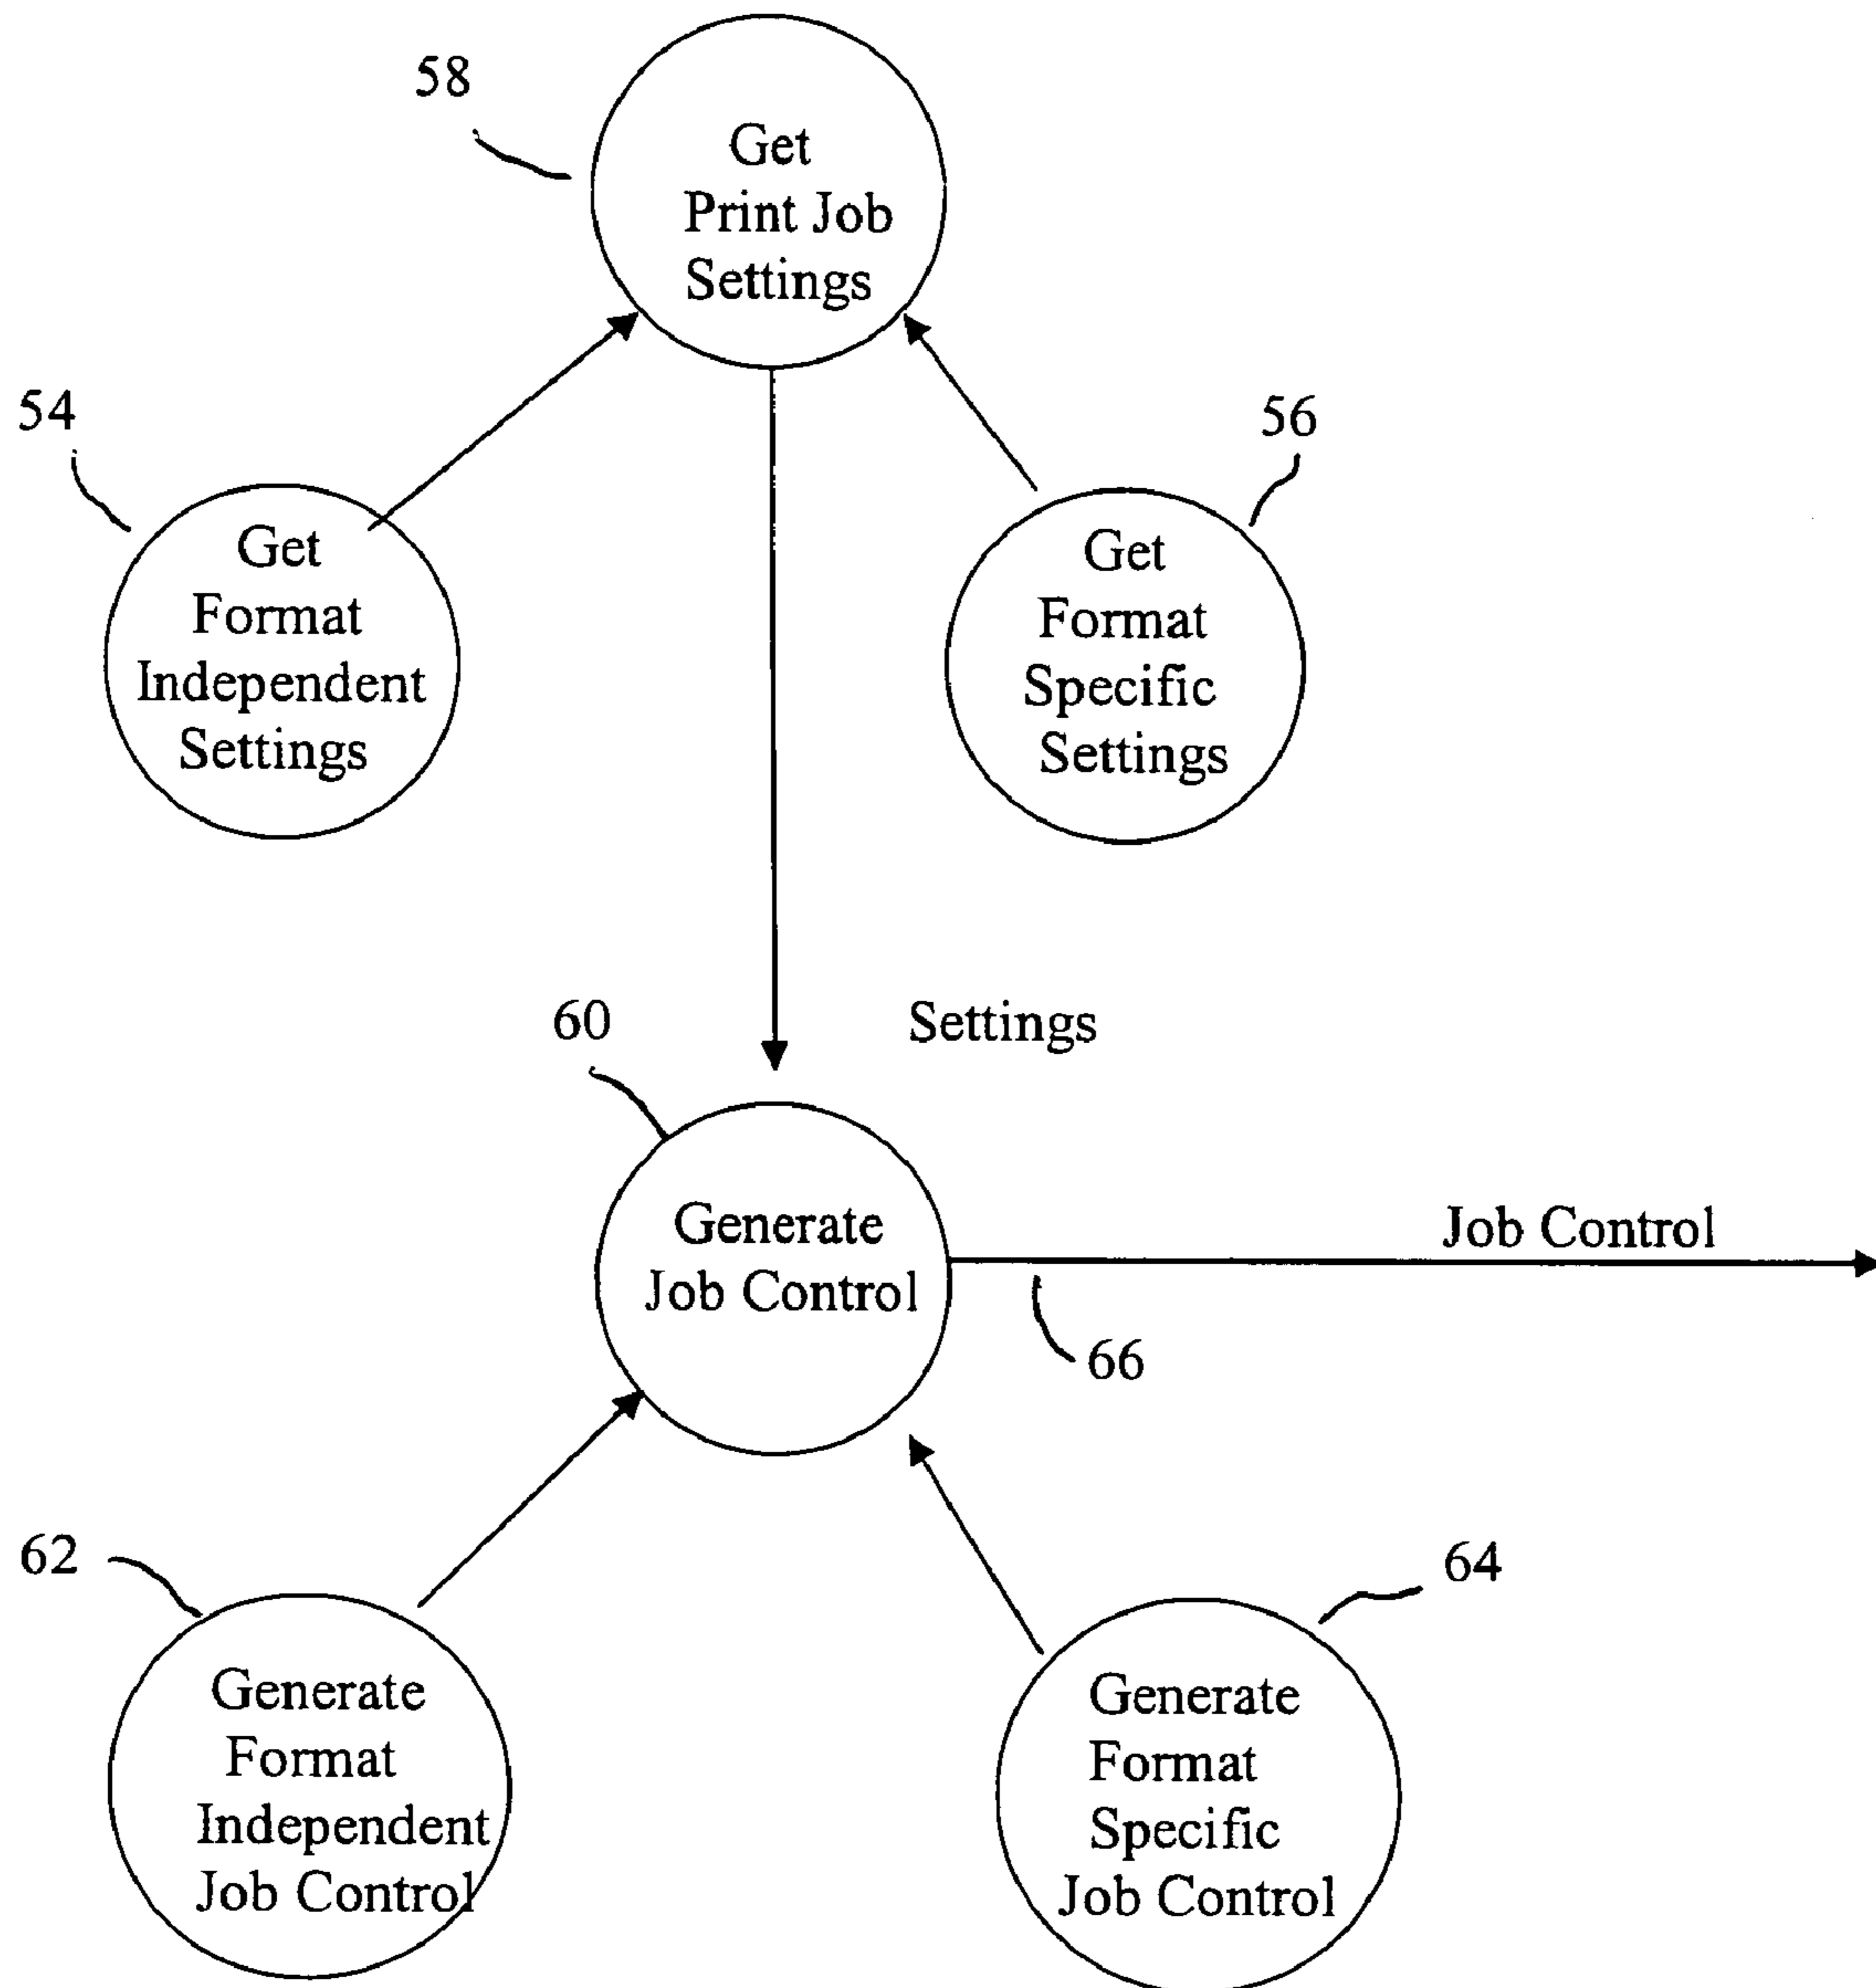 58
Get
Print Job
Settings
54
56
Get
Format
Independent
Settings
Get
Format
Specific
Settings
60
Settings
Generate
Job Control
Job Control
66
62
64
Generate
Format
Independent
Job Control
Generate
Format
Specific
Job Control